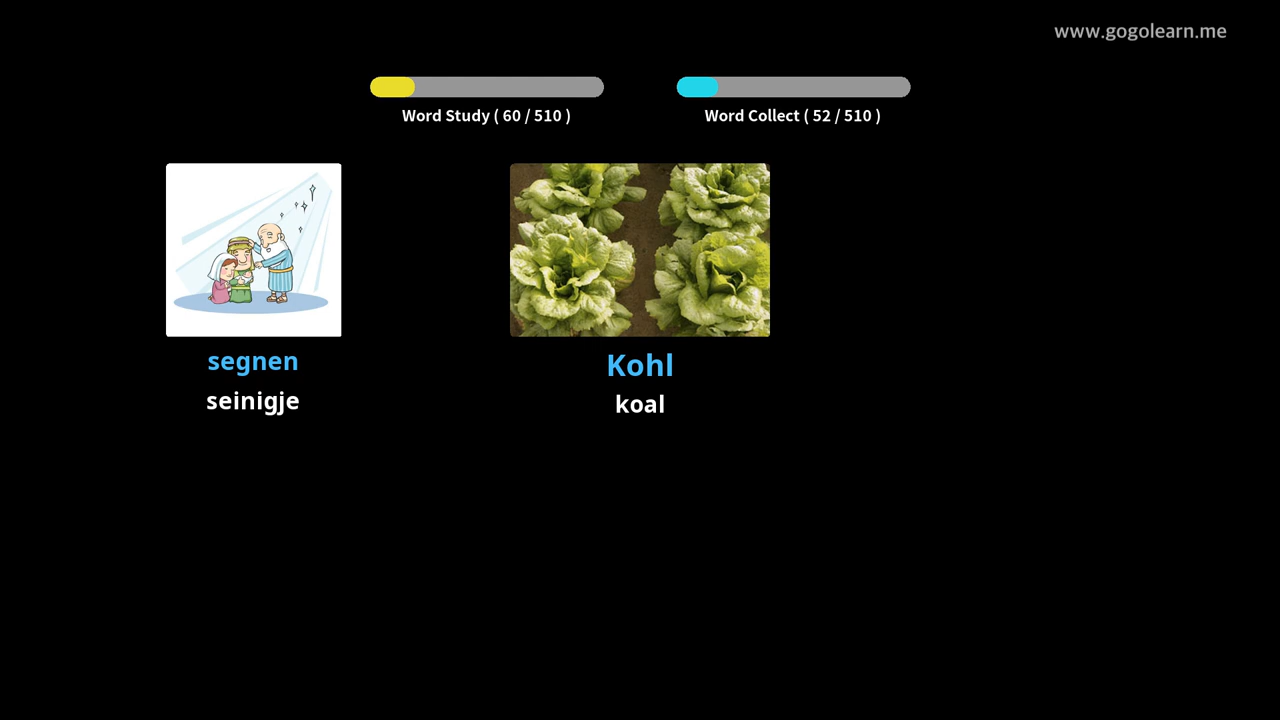 www.gogolearn.me
Word Study ( 60 / 510 )
Word Collect ( 52 / 510 )
segnen
seinigje
Kohl
koal